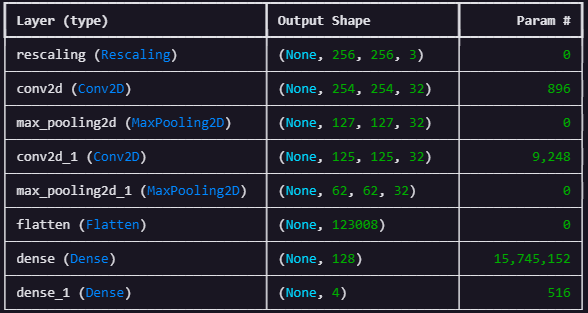 Layer (type) Output Shape Param #
rescaling (Rescaling) (None, 256, 256, 3) 0
conv2d (Conv2D) (None, 254, 254, 32) 896
max_pooling2d (MaxPooling2D) (None, 127, 127, 32) 0
conv2d_1 (Conv2D) (None, 125, 125, 32) 9,248
max_pooling2d_1 (MaxPooling2D) (None, 62, 62, 32) 0
flatten (Flatten) (None, 123008) 0
dense (Dense) (None, 128) 15,745,152
dense_1 (Dense) (None, 4) 516